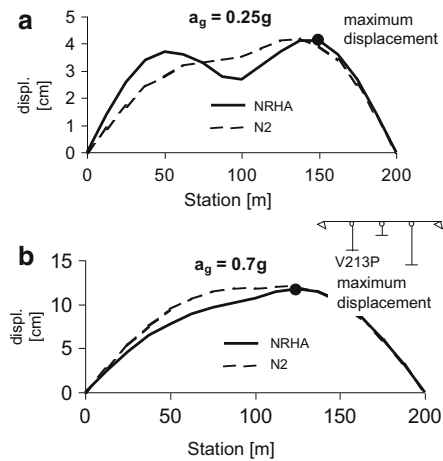 a
a_g = 0.25g
maximum
displacement
displ.
[cm]
5
4
3
2
1
0
NRHA
N2
0 50 100 150 200
Station [m]
V213P
b
a_g = 0.7g
maximum
displacement
displ.
[cm]
15
10
5
0
NRHA
N2
0 50 100 150 200
Station [m]